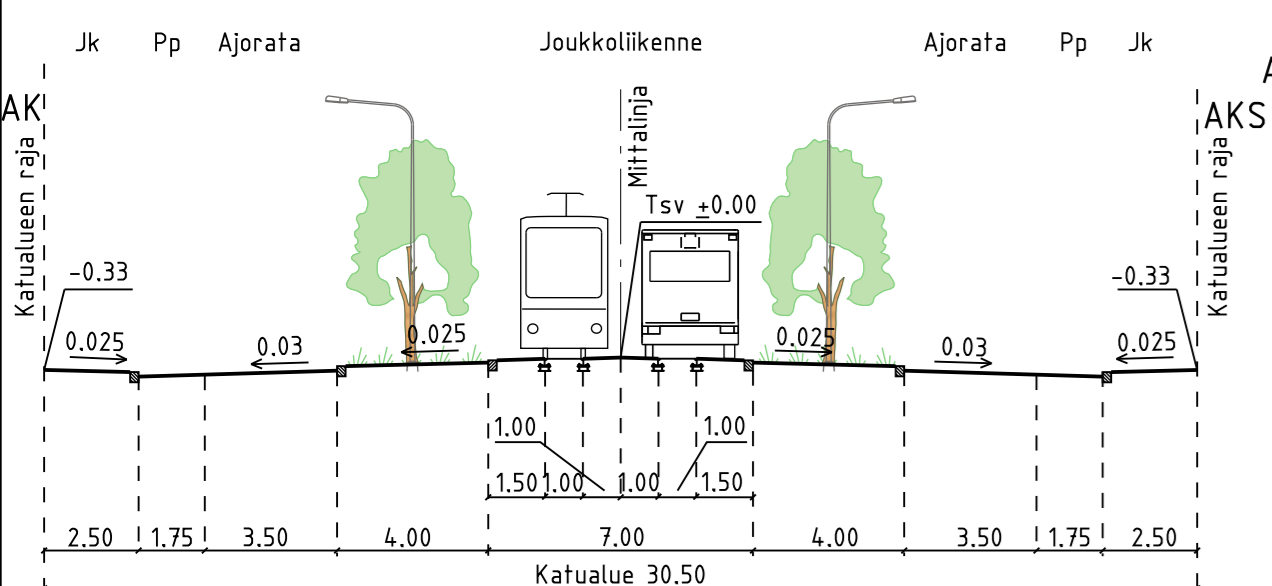 Jk Pp Ajorata Joukkoliikenne Ajorata Pp Jk
AK
AKS
Katualueen raja
Mittalinja
Katualueen raja
Tsv ±0.00
-0.33
-0.33
0.025 0.03 0.025 0.025 0.03 0.025
1.00 1.00
1.50 1.00 1.00 1.50
2.50 1.75 3.50 4.00 7.00 4.00 3.50 1.75 2.50
Katualue 30.50